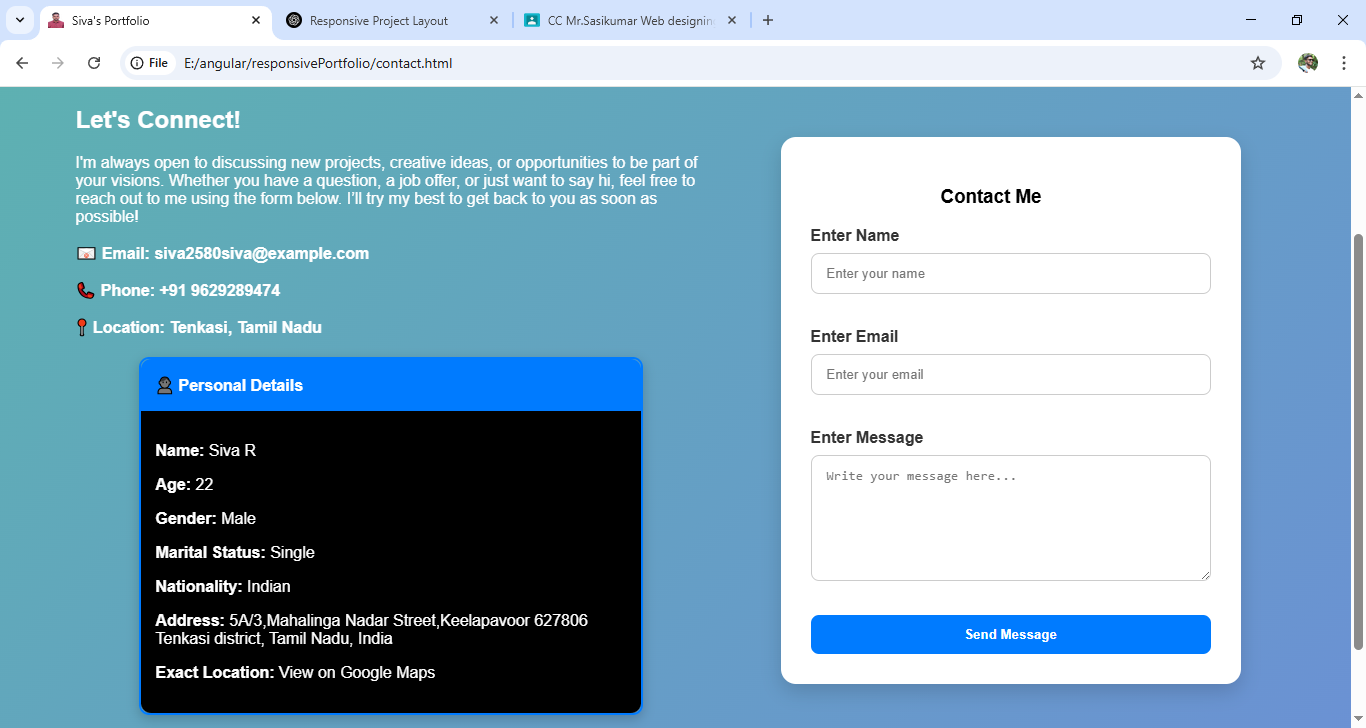 Siva's Portfolio
Responsive Project Layout
CC Mr.Sasikumar Web designing
File
E:/angular/responsivePortfolio/contact.html
Let's Connect!
I'm always open to discussing new projects, creative ideas, or opportunities to be part of
your visions. Whether you have a question, a job offer, or just want to say hi, feel free to
reach out to me using the form below. I'll try my best to get back to you as soon as
possible!
Email: siva2580siva@example.com
Phone: +91 9629289474
Location: Tenkasi, Tamil Nadu
Personal Details
Name: Siva R
Age: 22
Gender: Male
Marital Status: Single
Nationality: Indian
Address: 5A/3,Mahalinga Nadar Street,Keelapavoor 627806
Tenkasi district, Tamil Nadu, India
Exact Location: View on Google Maps
Contact Me
Enter Name
Enter your name
Enter Email
Enter your email
Enter Message
Write your message here...
Send Message